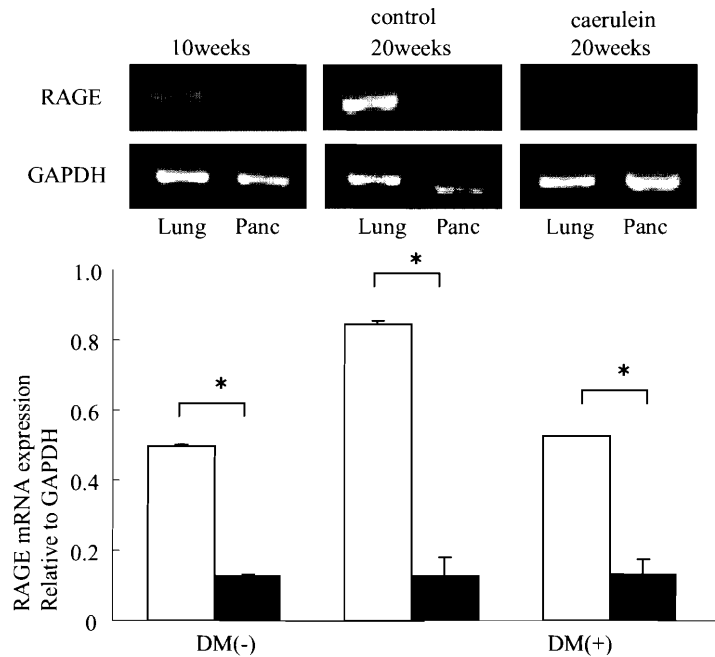 control
caerulein
10weeks
20weeks
20weeks
RAGE
GAPDH
Lung Panc
Lung Panc
Lung Panc
RAGE mRNA expression
Relative to GAPDH
1.0
0.8
0.6
0.4
0.2
0
*
*
*
DM(-)
DM(+)